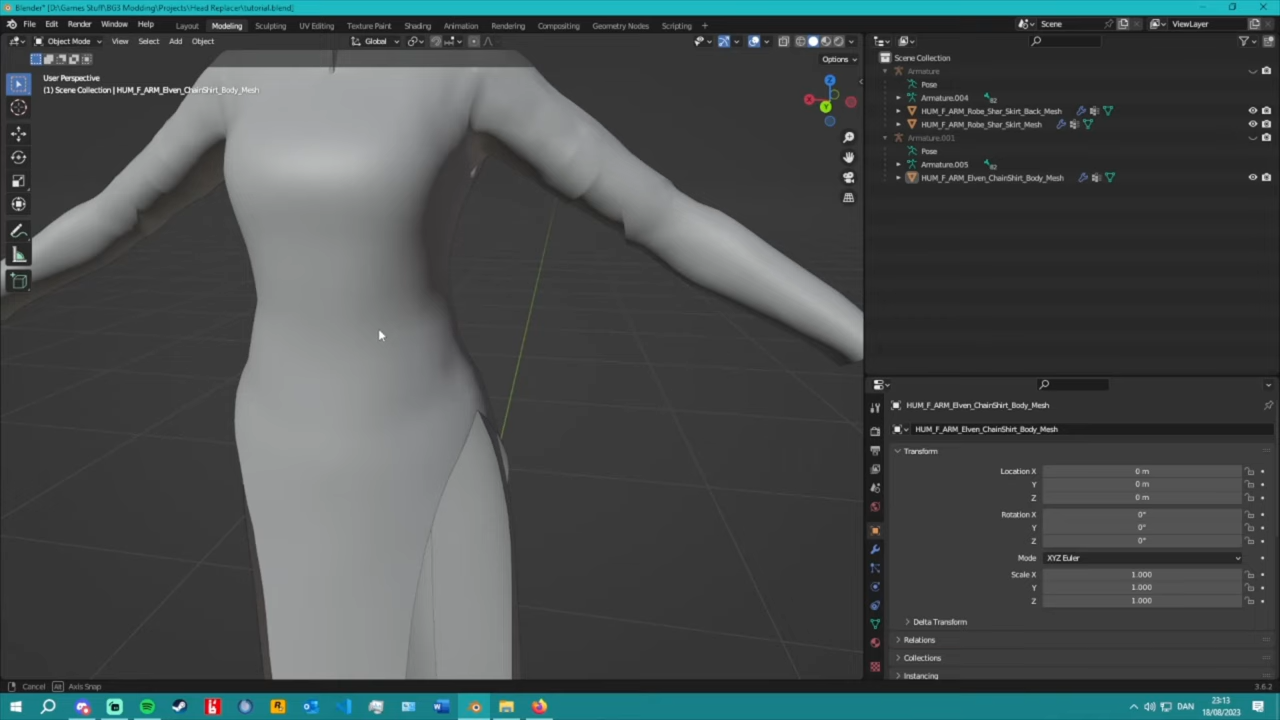 Blender* [D:\Games Stuff\BG3 Modding\Projects\Head Replacer\tutorial.blend]
File Edit Render Window Help Layout Modeling Sculpting UV Editing Texture Paint Shading Animation Rendering Compositing Geometry Nodes Scripting + Scene ViewLayer
Object Mode View Select Add Object Global
Options
User Perspective
(1) Scene Collection | HUM_F_ARM_Elven_ChainShirt_Body_Mesh
X
Y
Z
Scene Collection
Armature
Pose
Armature.004 82
HUM_F_ARM_Robe_Shar_Skirt_Back_Mesh
HUM_F_ARM_Robe_Shar_Skirt_Mesh
Armature.001
Pose
Armature.005 82
HUM_F_ARM_Elven_ChainShirt_Body_Mesh
HUM_F_ARM_Elven_ChainShirt_Body_Mesh
HUM_F_ARM_Elven_ChainShirt_Body_Mesh
Transform
Location X 0 m
Y 0 m
Z 0 m
Rotation X 0°
Y 0°
Z 0°
Mode XYZ Euler
Scale X 1.000
Y 1.000
Z 1.000
Delta Transform
Relations
Collections
Instancing
Cancel Alt Axis Snap 3.6.2
23:13
18/08/2023